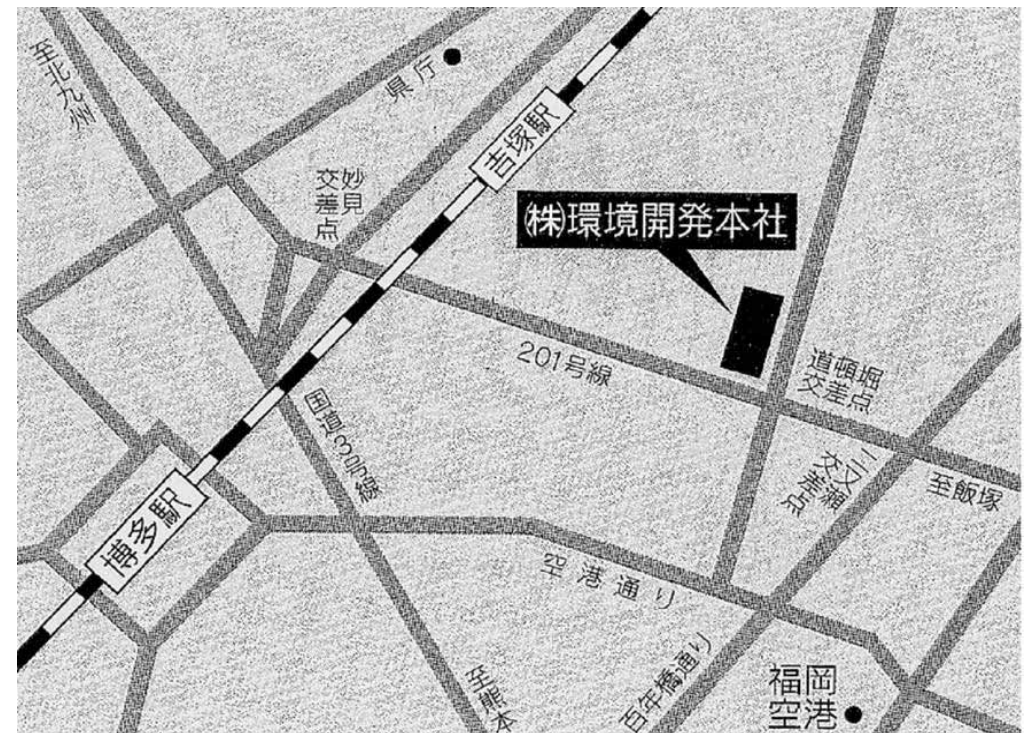 至北九州
県庁
吉塚駅
妙見
交差点
㈱環境開発本社
201号線
道頓堀
交差点
国道3号線
二又瀬
交差点
至飯塚
博多駅
空港通り
百年橋通り
至熊本
福岡
空港